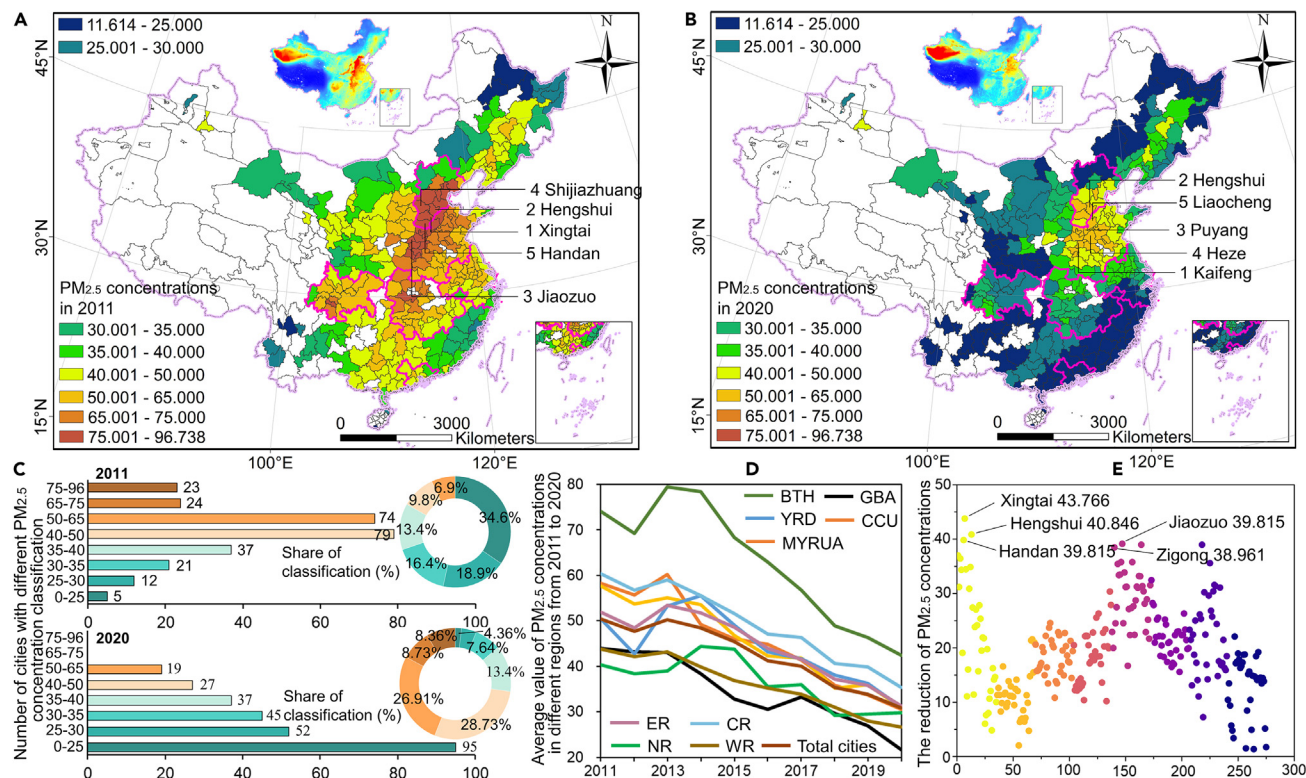 A
11.614 - 25.000
25.001 - 30.000
N
45°N
30°N
15°N
4 Shijiazhuang
2 Hengshui
1 Xingtai
5 Handan
3 Jiaozuo
PM2.5 concentrations
in 2011
30.001 - 35.000
35.001 - 40.000
40.001 - 50.000
50.001 - 65.000
65.001 - 75.000
75.001 - 96.738
0 3000
Kilometers
100°E 120°E
B
11.614 - 25.000
25.001 - 30.000
N
45°N
30°N
15°N
2 Hengshui
5 Liaocheng
3 Puyang
4 Heze
1 Kaifeng
PM2.5 concentrations
in 2020
30.001 - 35.000
35.001 - 40.000
40.001 - 50.000
50.001 - 65.000
65.001 - 75.000
75.001 - 96.738
0 3000
Kilometers
100°E 120°E
C
Number of cities with different PM2.5
concentration classification
2011
75-96 23
65-75 24
50-65 74
40-50 79
35-40 37
30-35 21
25-30 12
0-25 5
0 20 40 60 80 100
Share of
classification (%)
6.9%
9.8%
13.4%
16.4%
18.9%
34.6%
2020
75-96
65-75
50-65 19
40-50 27
35-40 37
30-35 45
25-30 52
0-25 95
0 20 40 60 80 100
Share of
classification (%)
8.36%
4.36%
7.64%
8.73%
13.4%
26.91%
28.73%
D
Average value of PM2.5 concentrations
in different regions from 2011 to 2020
80
70
60
50
40
30
20
BTH GBA
YRD CCU
MYRUA
ER CR
NR WR Total cities
2011 2013 2015 2017 2019
E
The reduction of PM2.5 concentrations
50
40
30
20
10
0
Xingtai 43.766
Hengshui 40.846
Handan 39.815
Jiaozuo 39.815
Zigong 38.961
0 50 100 150 200 250 300